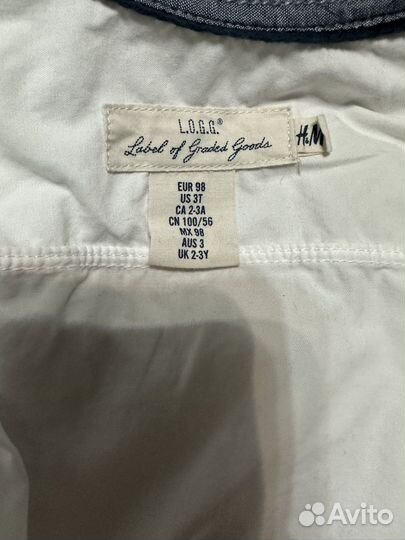 L.O.G.G.®
Label of Graded Goods
H&M
EUR 98
US 3T
CA 2-3A
CN 100/56
MX 98
AUS 3
UK 2-3Y
Avito